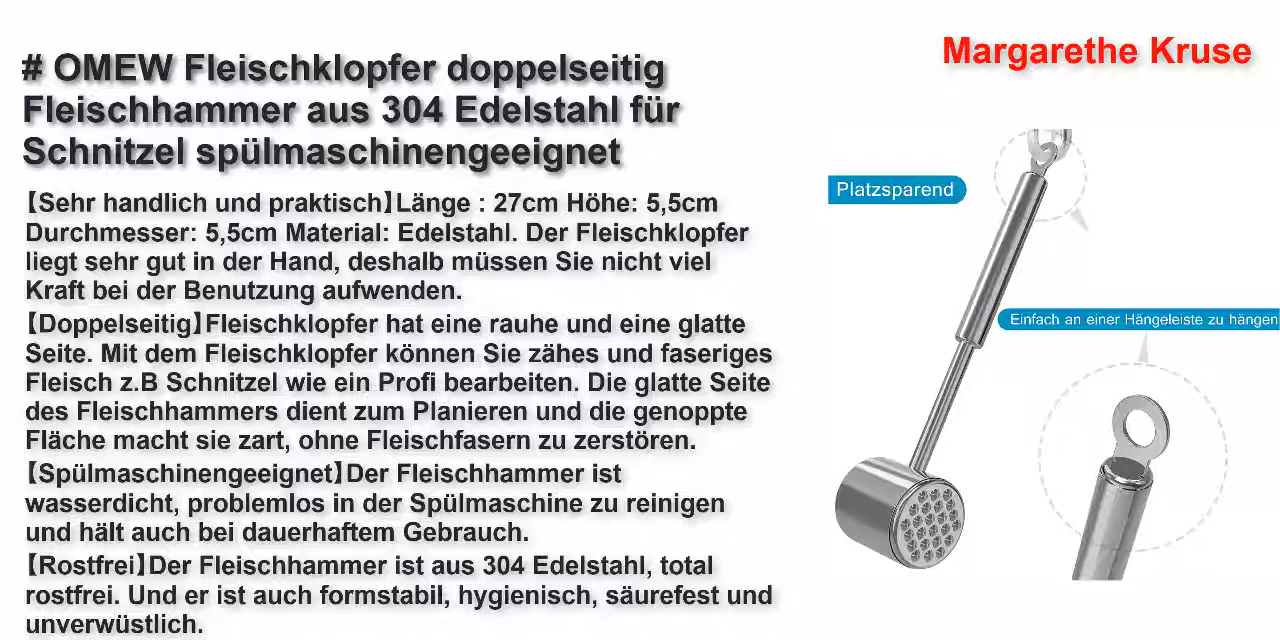 # OMEW Fleischklopfer doppelseitig
Fleischhammer aus 304 Edelstahl für
Schnitzel spülmaschinengeeignet
【Sehr handlich und praktisch】Länge : 27cm Höhe: 5,5cm
Durchmesser: 5,5cm Material: Edelstahl. Der Fleischklopfer
liegt sehr gut in der Hand, deshalb müssen Sie nicht viel
Kraft bei der Benutzung aufwenden.
【Doppelseitig】Fleischklopfer hat eine rauhe und eine glatte
Seite. Mit dem Fleischklopfer können Sie zähes und faseriges
Fleisch z.B Schnitzel wie ein Profi bearbeiten. Die glatte Seite
des Fleischhammers dient zum Planieren und die genoppte
Fläche macht sie zart, ohne Fleischfasern zu zerstören.
【Spülmaschinengeeignet】Der Fleischhammer ist
wasserdicht, problemlos in der Spülmaschine zu reinigen
und hält auch bei dauerhaftem Gebrauch.
【Rostfrei】Der Fleischhammer ist aus 304 Edelstahl, total
rostfrei. Und er ist auch formstabil, hygienisch, säurefest und
unverwüstlich.
Margarethe Kruse
Platzsparend
Einfach an einer Hängeleiste zu hängen